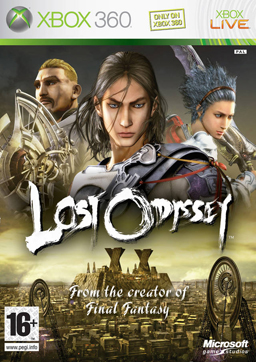 XBOX 360
ONLY ON
XBOX 360
XBOX
LIVE
PAL
LOST ODYSSEY
TM
From the creator of
Final Fantasy
16+
www.pegi.info
Microsoft
game studios